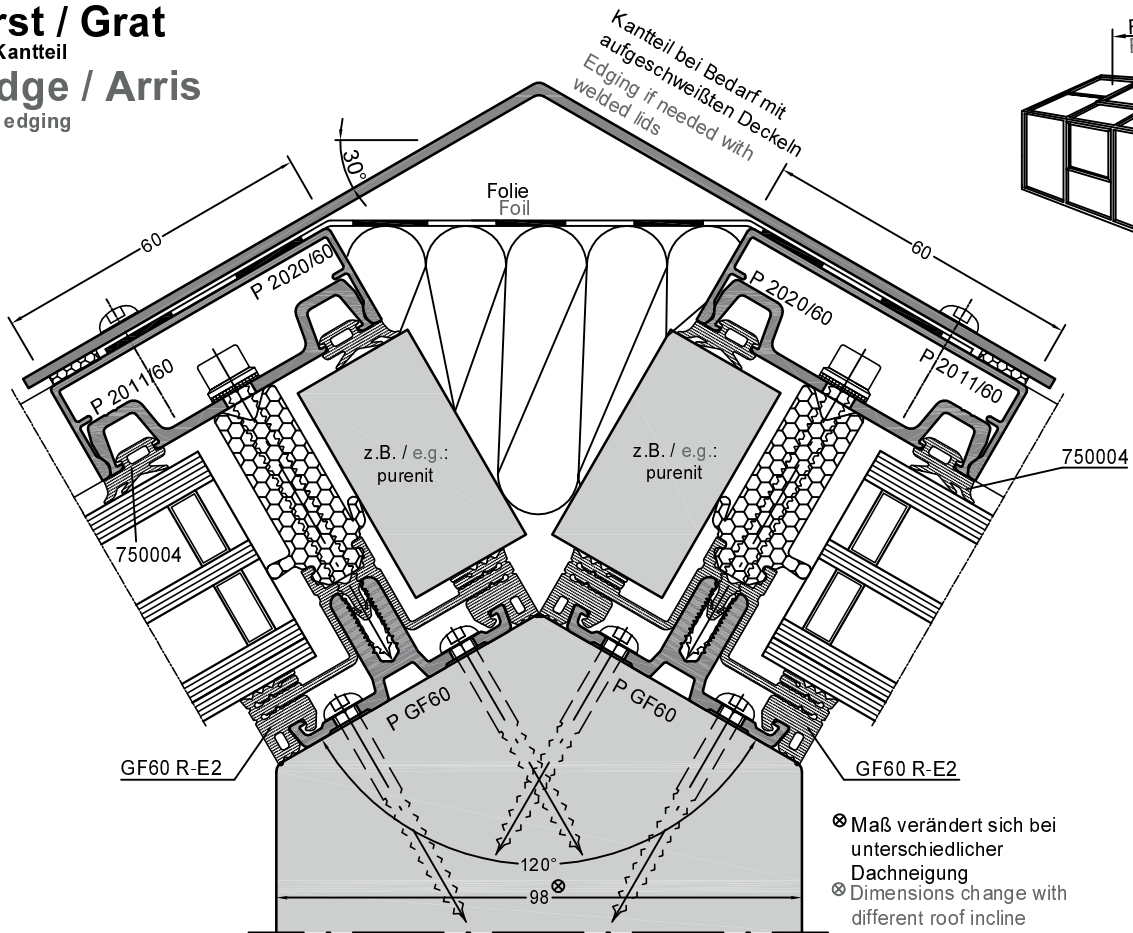 rst / Grat
Kantteil
dge / Arris
edging
Kantteil bei Bedarf mit
aufgeschweißten Deckeln
Edging if needed with
welded lids
30°
Folie
Foil
60
60
P 2020/60
P 2020/60
P 2011/60
P 2011/60
z.B. / e.g.:
purenit
z.B. / e.g.:
purenit
750004
750004
P GF60
P GF60
GF60 R-E2
GF60 R-E2
120°
98 ⊗
⊗ Maß verändert sich bei
unterschiedlicher
Dachneigung
⊗ Dimensions change with
different roof incline